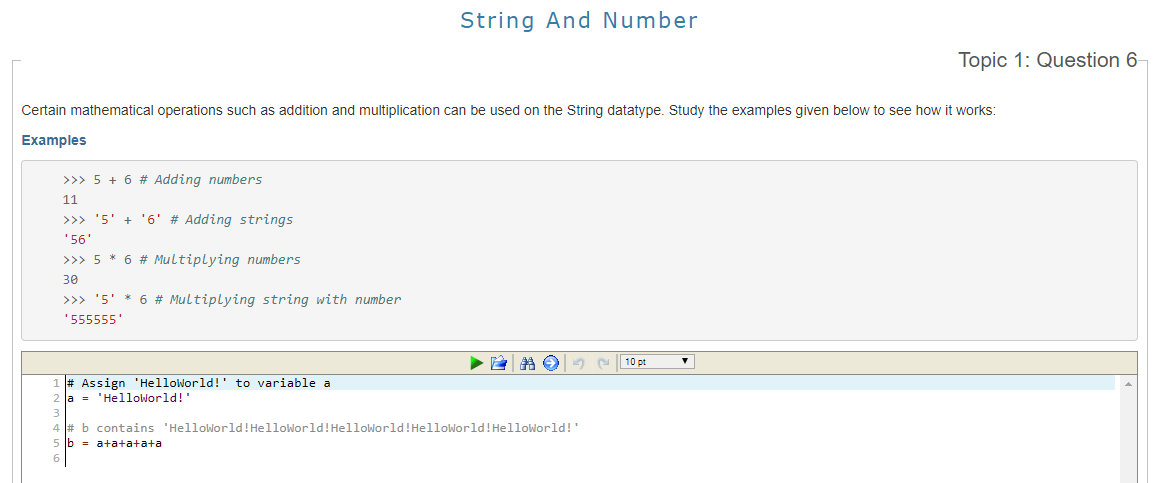 String And Number
Topic 1: Question 6
Certain mathematical operations such as addition and multiplication can be used on the String datatype. Study the examples given below to see how it works:
Examples
>>> 5 + 6 # Adding numbers
11
>>> '5' + '6' # Adding strings
'56'
>>> 5 * 6 # Multiplying numbers
30
>>> '5' * 6 # Multiplying string with number
'555555'
10 pt
1 # Assign 'HelloWorld!' to variable a
2 a = 'HelloWorld!'
3
4 # b contains 'HelloWorld!HelloWorld!HelloWorld!HelloWorld!HelloWorld!'
5 b = a+a+a+a+a
6